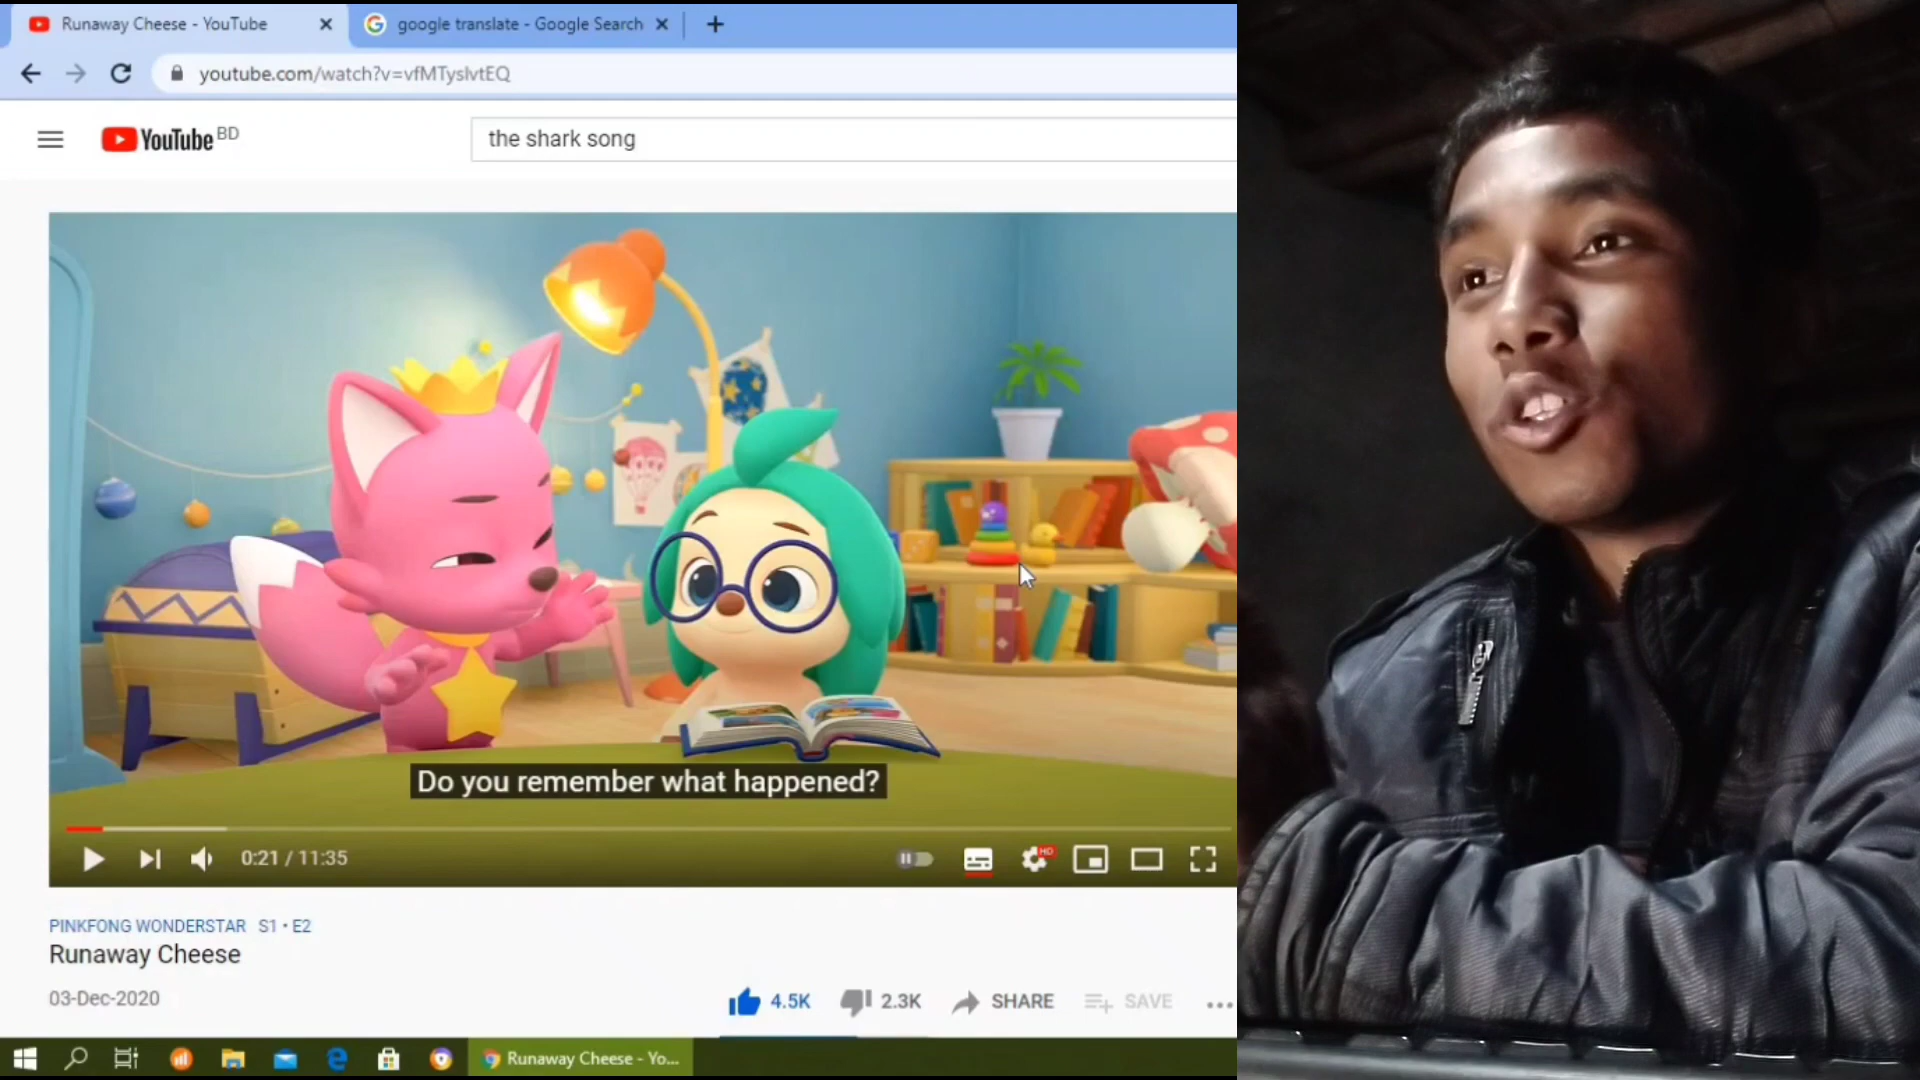 Runaway Cheese - YouTube
google translate - Google Search
youtube.com/watch?v=vfMTyslvtEQ
YouTube BD
the shark song
Do you remember what happened?
0:21 / 11:35
HD
PINKFONG WONDERSTAR S1 • E2
Runaway Cheese
03-Dec-2020
4.5K
2.3K
SHARE
SAVE
Runaway Cheese - Yo...